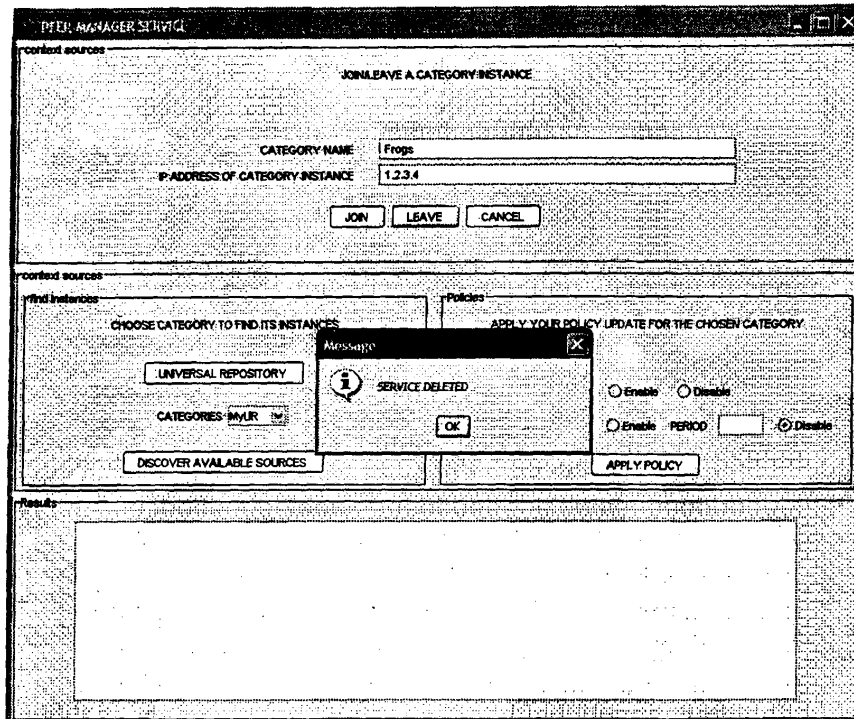 PEER MANAGER SERVICE
context sources
JOIN/LEAVE A CATEGORY INSTANCE
CATEGORY NAME Frogs
IP ADDRESS OF CATEGORY INSTANCE 1.2.3.4
JOIN LEAVE CANCEL
context sources
find instances
CHOOSE CATEGORY TO FIND ITS INSTANCES
UNIVERSAL REPOSITORY
CATEGORIES MyUR
DISCOVER AVAILABLE SOURCES
Policies
APPLY YOUR POLICY UPDATE FOR THE CHOSEN CATEGORY
Enable Disable
Enable PERIOD Disable
APPLY POLICY
Message
SERVICE DELETED
OK
Results